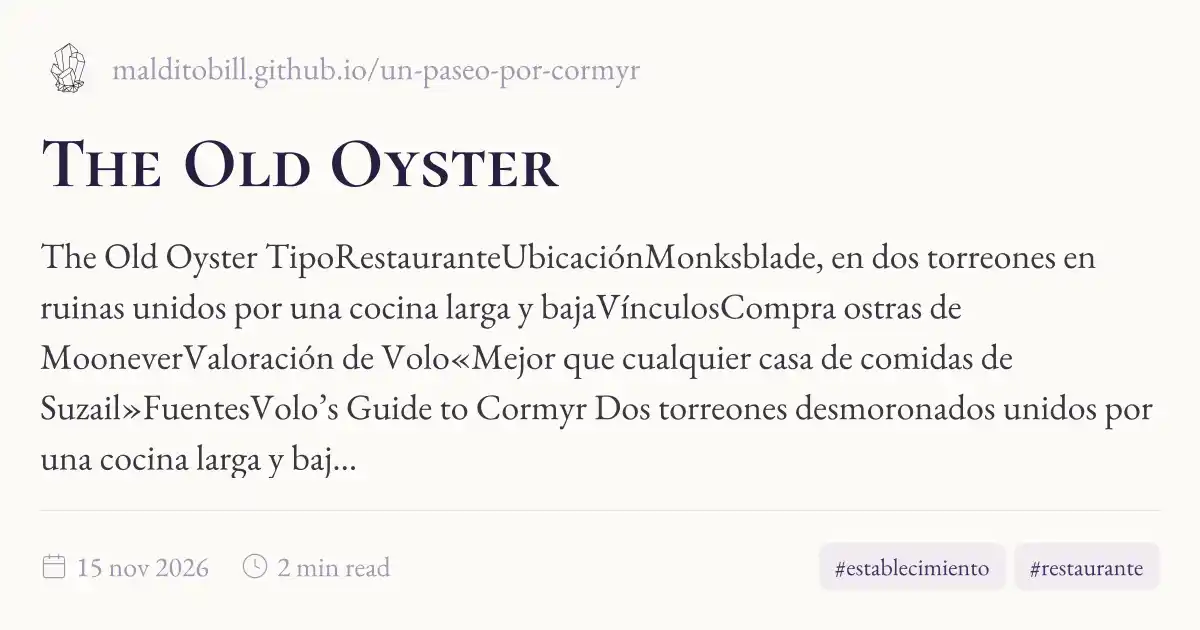 malditobill.github.io/un-paseo-por-cormyr
The Old Oyster
The Old Oyster TipoRestauranteUbicaciónMonksblade, en dos torreones en
ruinas unidos por una cocina larga y bajaVínculosCompra ostras de
MooneverValoración de Volo«Mejor que cualquier casa de comidas de
Suzail»FuentesVolo’s Guide to Cormyr Dos torreones desmoronados unidos por
una cocina larga y baj...
15 nov 2026
2 min read
#establecimiento
#restaurante